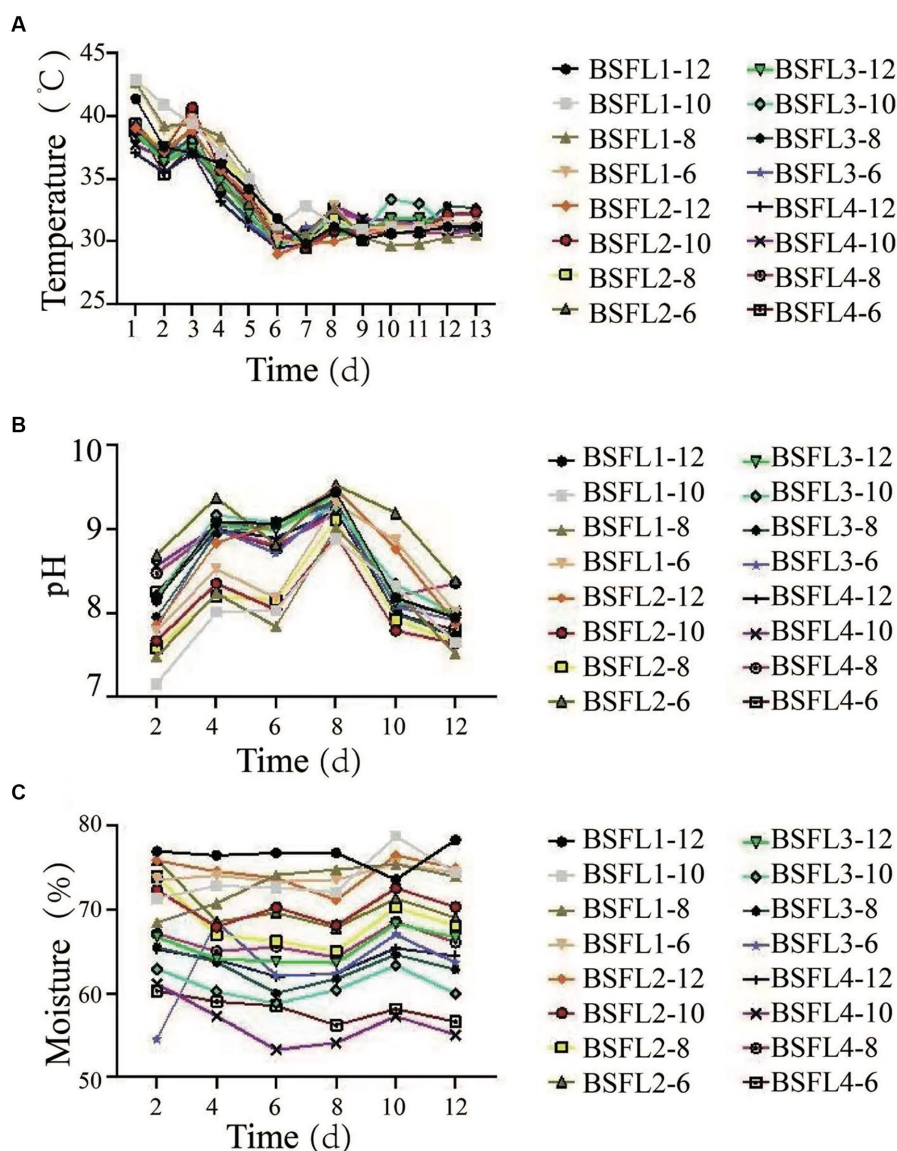 A
45
40
35
30
25
Temperature (°C)
1 2 3 4 5 6 7 8 9 10 11 12 13
Time (d)
BSFL1-12
BSFL1-10
BSFL1-8
BSFL1-6
BSFL2-12
BSFL2-10
BSFL2-8
BSFL2-6
BSFL3-12
BSFL3-10
BSFL3-8
BSFL3-6
BSFL4-12
BSFL4-10
BSFL4-8
BSFL4-6
B
10
9
8
7
pH
2 4 6 8 10 12
Time (d)
BSFL1-12
BSFL1-10
BSFL1-8
BSFL1-6
BSFL2-12
BSFL2-10
BSFL2-8
BSFL2-6
BSFL3-12
BSFL3-10
BSFL3-8
BSFL3-6
BSFL4-12
BSFL4-10
BSFL4-8
BSFL4-6
C
80
70
60
50
Moisture (%)
2 4 6 8 10 12
Time (d)
BSFL1-12
BSFL1-10
BSFL1-8
BSFL1-6
BSFL2-12
BSFL2-10
BSFL2-8
BSFL2-6
BSFL3-12
BSFL3-10
BSFL3-8
BSFL3-6
BSFL4-12
BSFL4-10
BSFL4-8
BSFL4-6